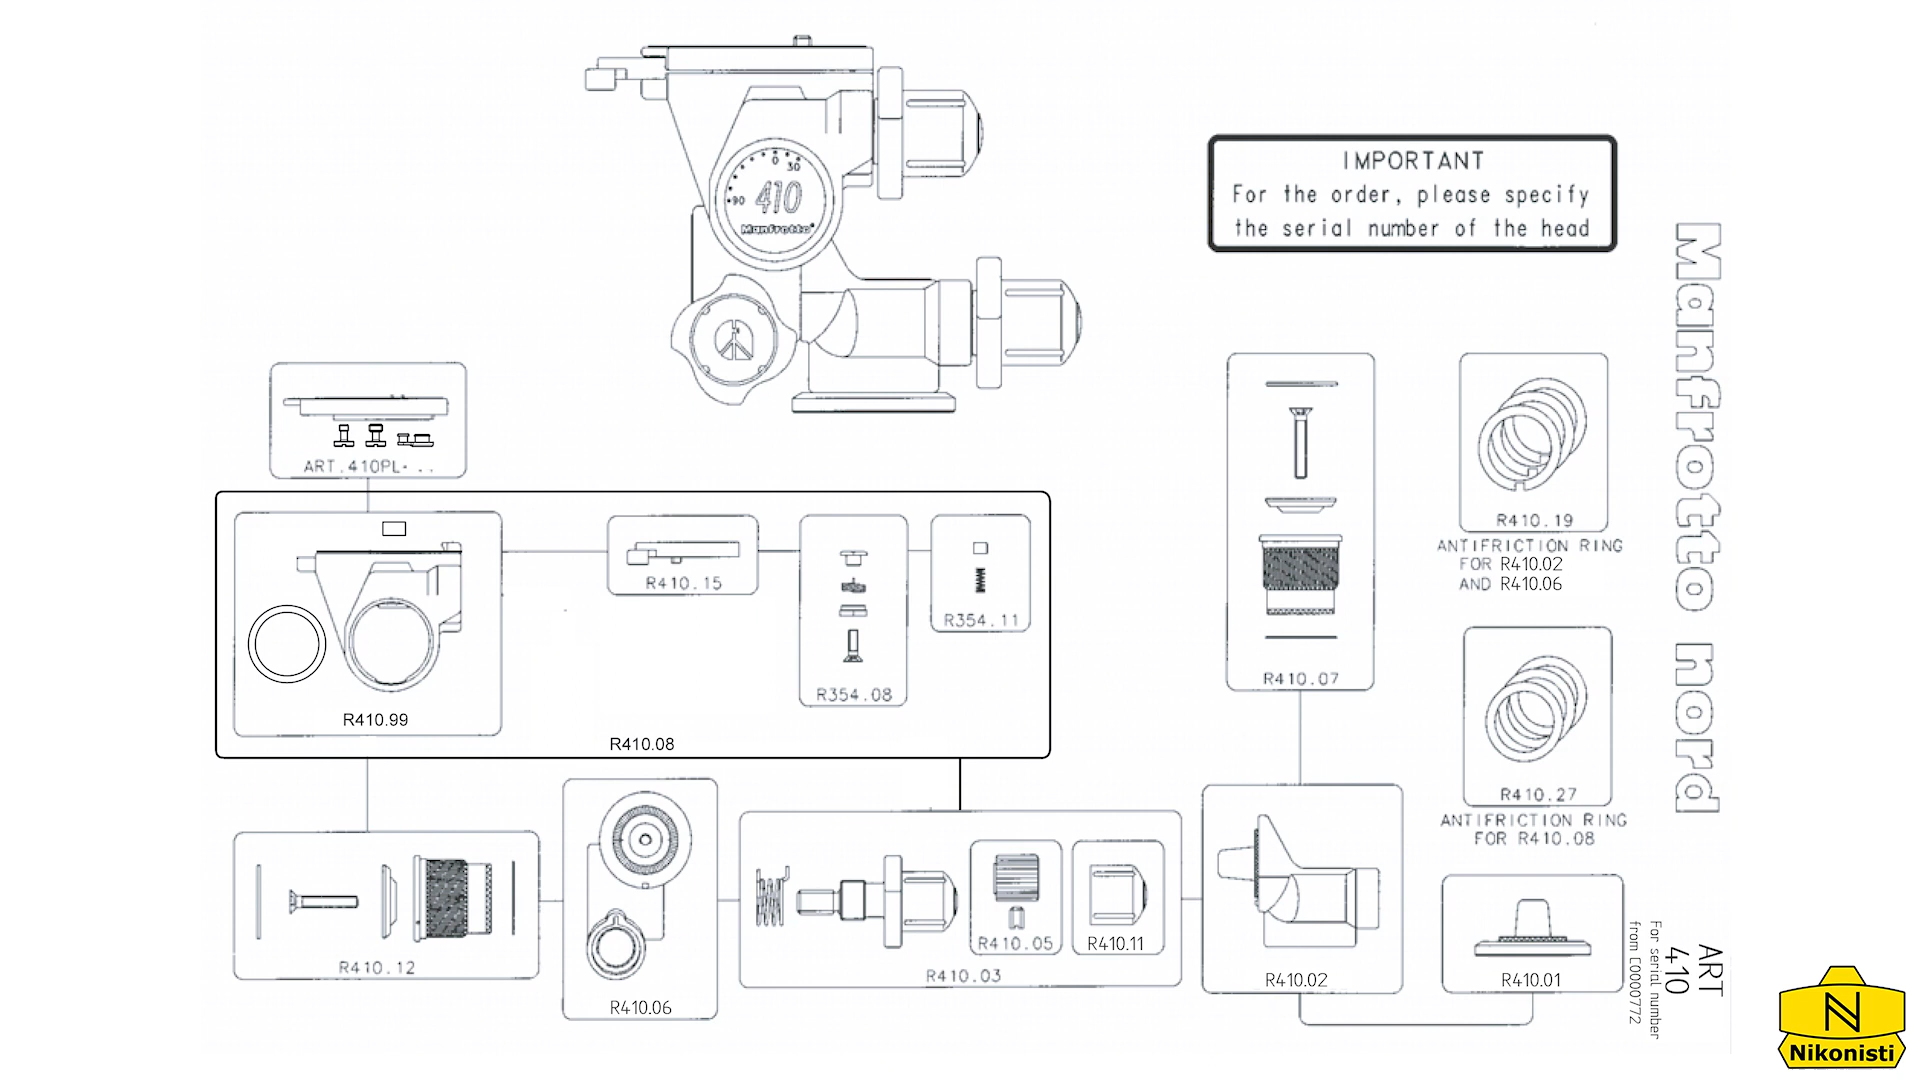 0
30
90
410
Manfrotto
IMPORTANT
For the order, please specify
the serial number of the head
ART.410PL- ..
R410.99
R410.15
R354.08
R354.11
R410.08
R410.12
R410.06
R410.05
R410.11
R410.03
R410.07
R410.02
R410.19
ANTIFRICTION RING
FOR R410.02
AND R410.06
R410.27
ANTIFRICTION RING
FOR R410.08
R410.01
Manfrotto nord
ART
410
For serial number
from C0000772
N
Nikonisti